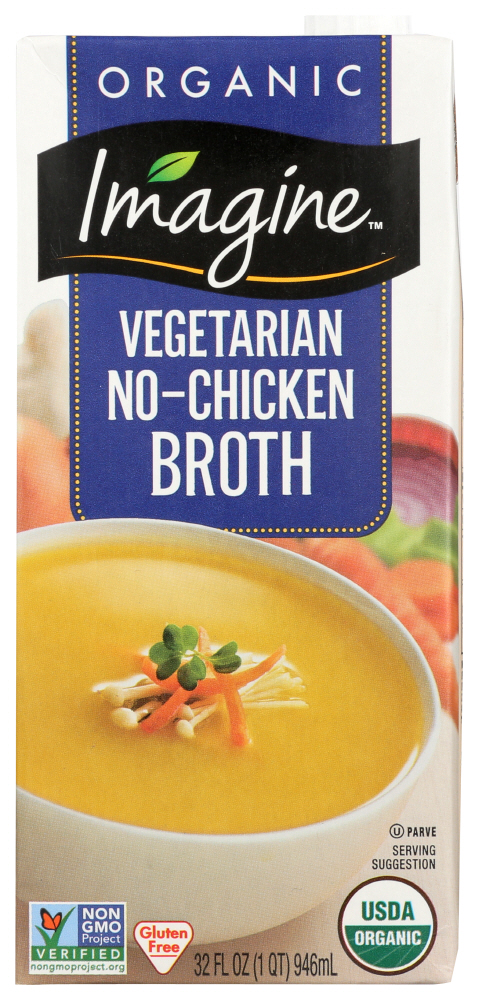 ORGANIC
Imagine™
VEGETARIAN
NO-CHICKEN
BROTH
Ⓤ PARVE
SERVING
SUGGESTION
NON
GMO
Project
VERIFIED
nongmoproject.org
Gluten
Free
32 FL OZ (1 QT) 946mL
USDA
ORGANIC